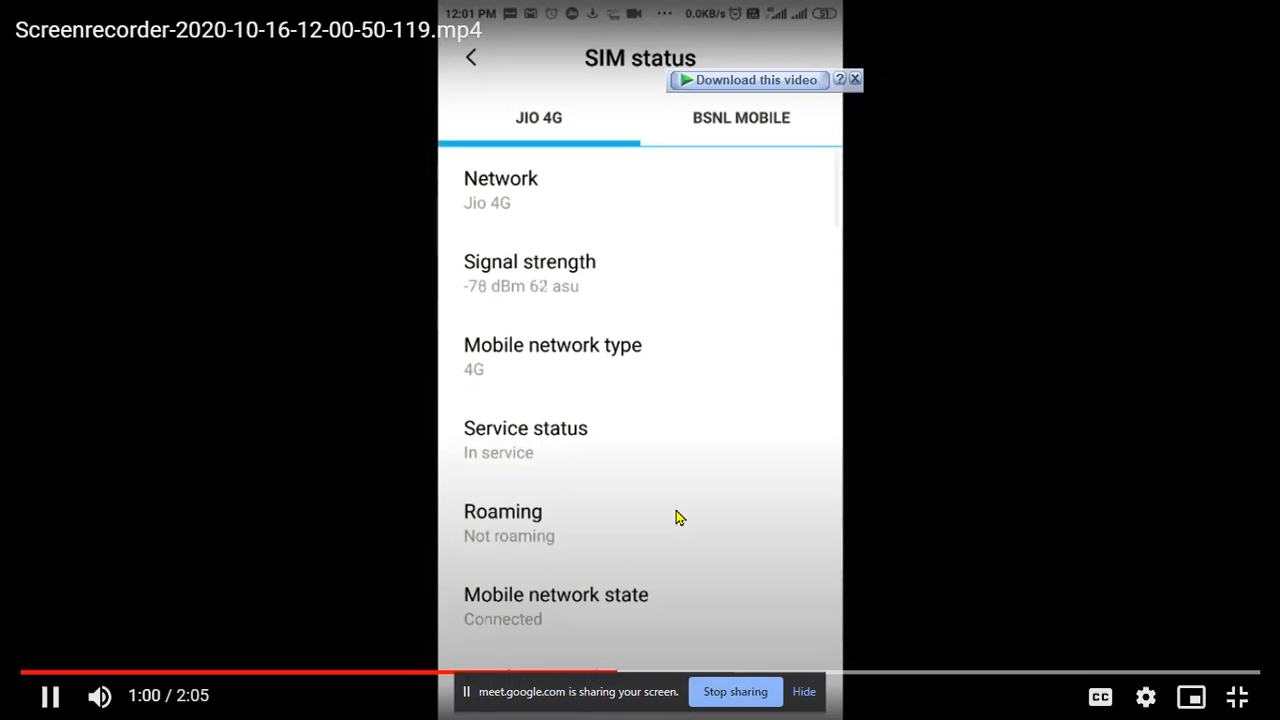 12:01 PM
0.0KB/s
51
Screenrecorder-2020-10-16-12-00-50-119.mp4
SIM status
Download this video
?
JIO 4G
BSNL MOBILE
Network
Jio 4G
Signal strength
-78 dBm 62 asu
Mobile network type
4G
Service status
In service
Roaming
Not roaming
Mobile network state
Connected
meet.google.com is sharing your screen.
Stop sharing
Hide
1:00 / 2:05
CC